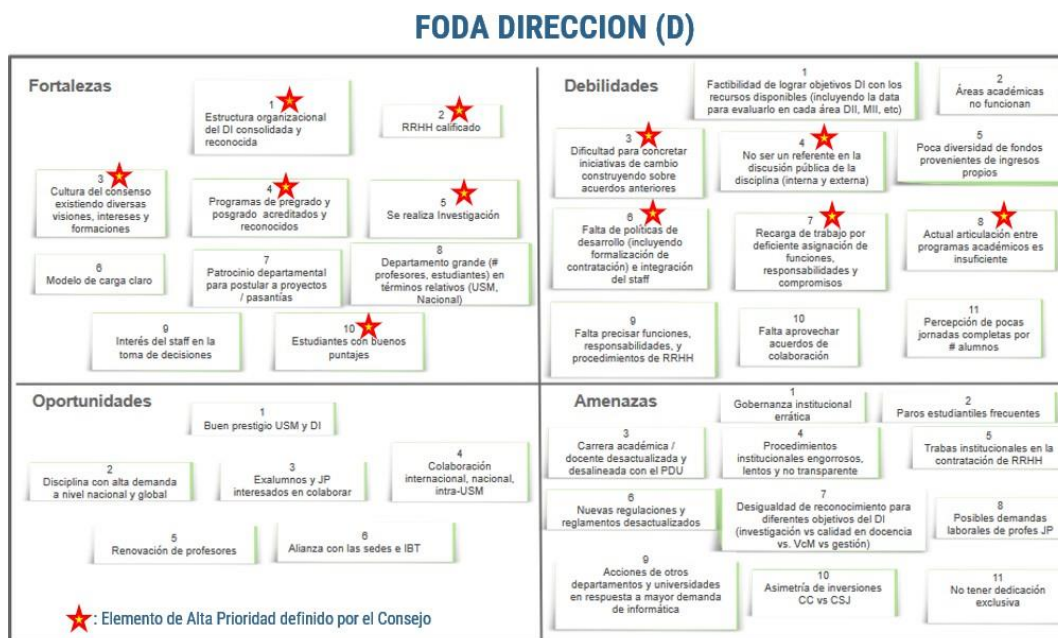 FODA DIRECCION (D)
Fortalezas
1
Estructura organizacional
del DI consolidada y
reconocida
2
RRHH calificado
3
Cultura del consenso
existiendo diversas
visiones, intereses y
formaciones
4
Programas de pregrado y
posgrado acreditados y
reconocidos
5
Se realiza Investigación
6
Modelo de carga claro
7
Patrocinio departamental
para postular a proyectos /
pasantías
8
Departamento grande (#
profesores, estudiantes) en
términos relativos (USM,
Nacional)
9
Interés del staff en la
toma de decisiones
10
Estudiantes con buenos
puntajes
Debilidades
1
Factibilidad de lograr objetivos DI con los
recursos disponibles (incluyendo la data
para evaluarlo en cada área DII, MII, etc)
2
Áreas académicas
no funcionan
3
Dificultad para concretar
iniciativas de cambio
construyendo sobre
acuerdos anteriores
4
No ser un referente en la
discusión pública de la
disciplina (interna y externa)
5
Poca diversidad de fondos
provenientes de ingresos
propios
6
Falta de políticas de
desarrollo (incluyendo
formalización de
contratación) e integración
del staff
7
Recarga de trabajo por
deficiente asignación de
funciones,
responsabilidades y
compromisos
8
Actual articulación entre
programas académicos es
insuficiente
9
Falta precisar funciones,
responsabilidades, y
procedimientos de RRHH
10
Falta aprovechar
acuerdos de
colaboración
11
Percepción de pocas
jornadas completas por
# alumnos
Oportunidades
1
Buen prestigio USM y DI
2
Disciplina con alta demanda
a nivel nacional y global
3
Exalumnos y JP
interesados en colaborar
4
Colaboración
internacional, nacional,
intra-USM
5
Renovación de profesores
6
Alianza con las sedes e IBT
: Elemento de Alta Prioridad definido por el Consejo
Amenazas
1
Gobernanza institucional
errática
2
Paros estudiantiles frecuentes
3
Carrera académica /
docente desactualizada y
desalineada con el PDU
4
Procedimientos
institucionales engorrosos,
lentos y no transparente
5
Trabas institucionales en la
contratación de RRHH
6
Nuevas regulaciones y
reglamentos desactualizados
7
Desigualdad de reconocimiento para
diferentes objetivos del DI
(investigación vs calidad en docencia
vs. VcM vs gestión)
8
Posibles demandas
laborales de profes JP
9
Acciones de otros
departamentos y universidades
en respuesta a mayor demanda
de informática
10
Asimetría de inversiones
CC vs CSJ
11
No tener dedicación
exclusiva